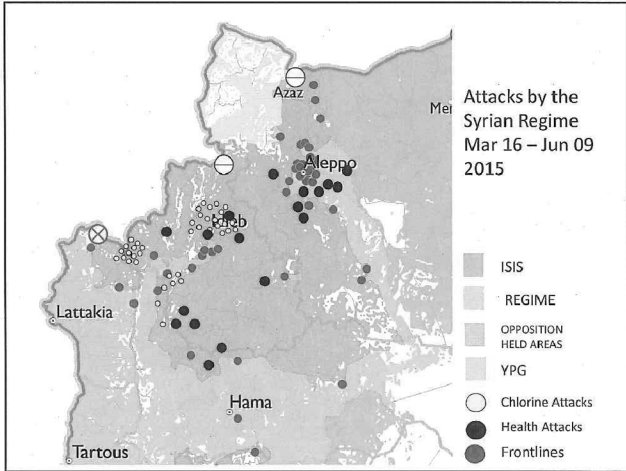 Azaz
Mer
Aleppo
Idleb
Lattakia
Hama
Tartous
Attacks by the
Syrian Regime
Mar 16 – Jun 09
2015
ISIS
REGIME
OPPOSITION
HELD AREAS
YPG
Chlorine Attacks
Health Attacks
Frontlines